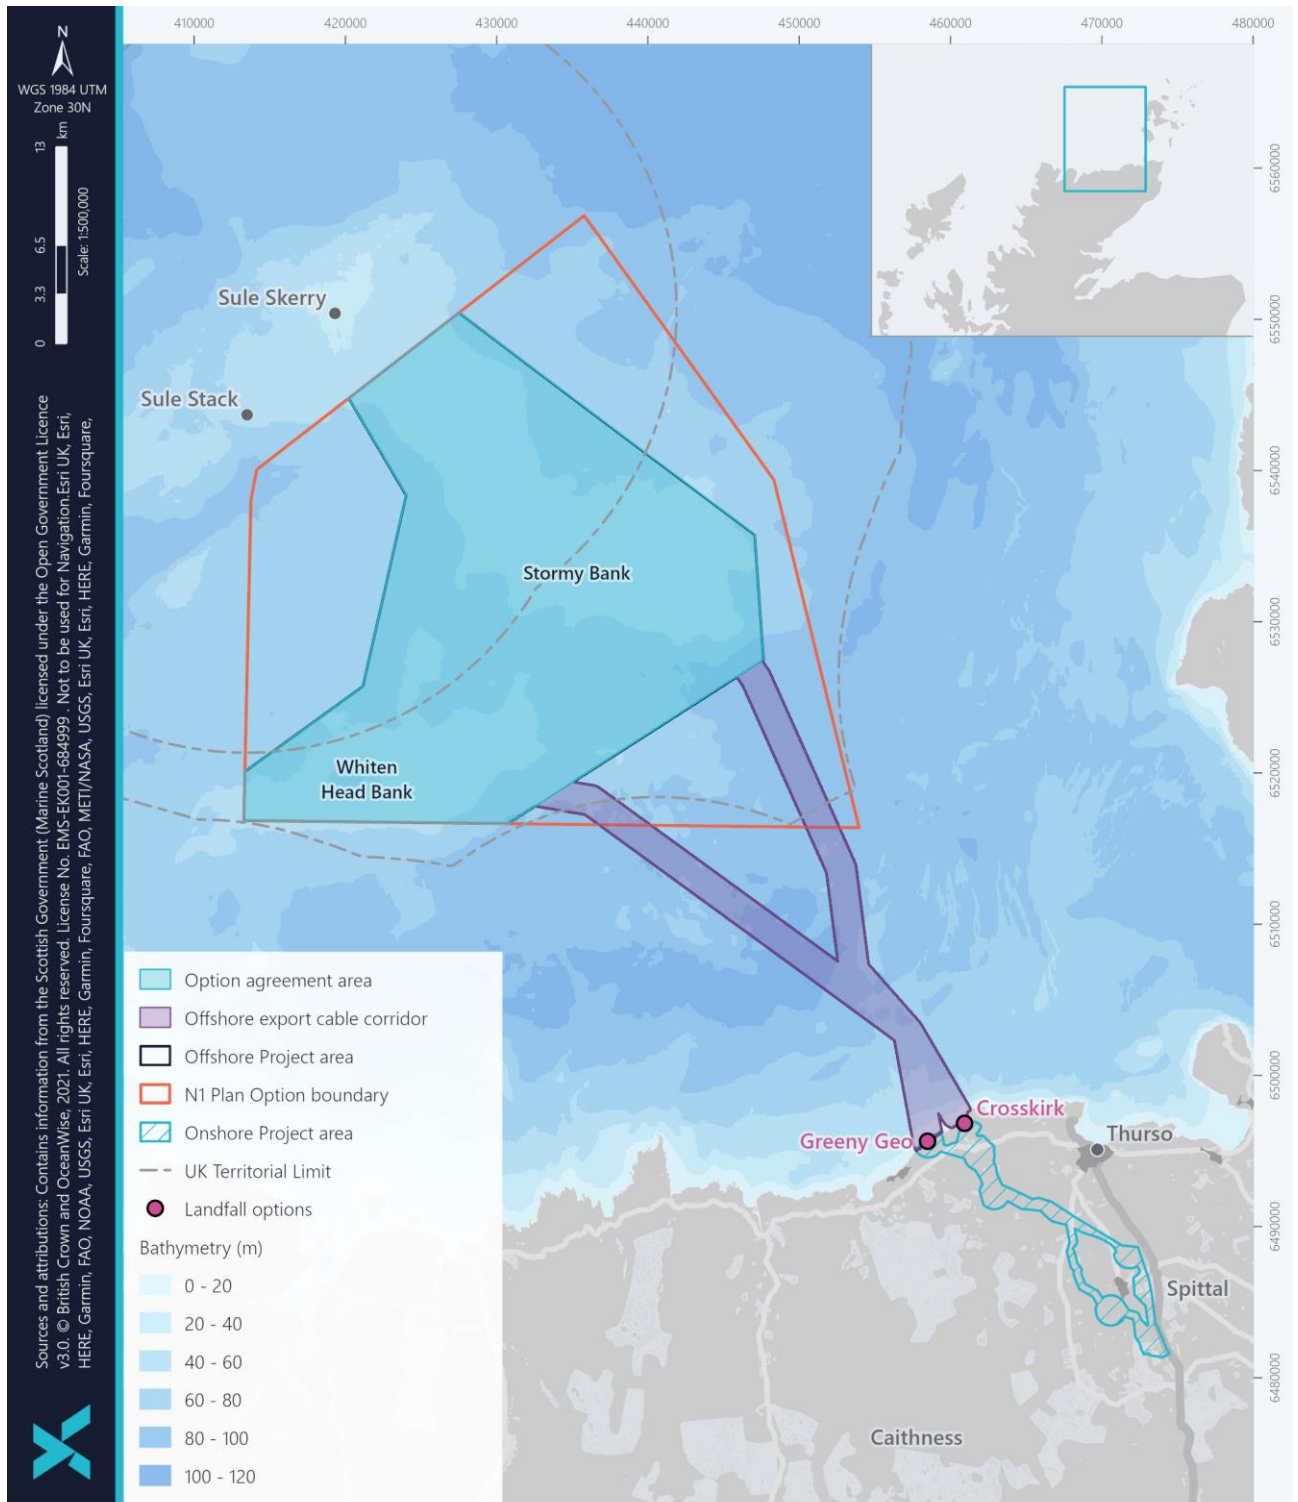 410000
420000
430000
440000
450000
460000
470000
480000
N
WGS 1984 UTM
Zone 30N
km
13
6.5
3.3
0
Scale: 1:500,000
Sources and attributions: Contains information from the Scottish Government (Marine Scotland) licensed under the Open Government Licence
v3.0. © British Crown and OceanWise, 2021. All rights reserved. License No. EMS-EK001-684999 . Not to be used for Navigation.Esri UK, Esri,
HERE, Garmin, FAO, NOAA, USGS, Esri UK, Esri, HERE, Garmin, Foursquare, FAO, METI/NASA, USGS, Esri UK, Esri, HERE, Garmin, Foursquare,
6560000
6550000
6540000
6530000
6520000
6510000
6500000
6490000
6480000
Sule Skerry
Sule Stack
Stormy Bank
Whiten
Head Bank
Crosskirk
Greeny Geo
Thurso
Spittal
Caithness
Option agreement area
Offshore export cable corridor
Offshore Project area
N1 Plan Option boundary
Onshore Project area
UK Territorial Limit
Landfall options
Bathymetry (m)
0 - 20
20 - 40
40 - 60
60 - 80
80 - 100
100 - 120